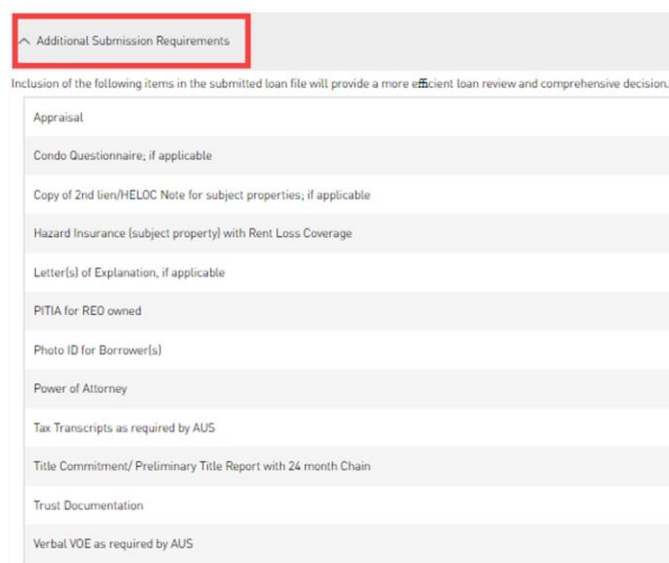 Additional Submission Requirements
Inclusion of the following items in the submitted loan file will provide a more efficient loan review and comprehensive decision.
Appraisal
Condo Questionnaire; if applicable
Copy of 2nd lien/HELOC Note for subject properties; if applicable
Hazard Insurance (subject property) with Rent Loss Coverage
Letter(s) of Explanation, if applicable
PITIA for REO owned
Photo ID for Borrower(s)
Power of Attorney
Tax Transcripts as required by AUS
Title Commitment/ Preliminary Title Report with 24 month Chain
Trust Documentation
Verbal VOE as required by AUS